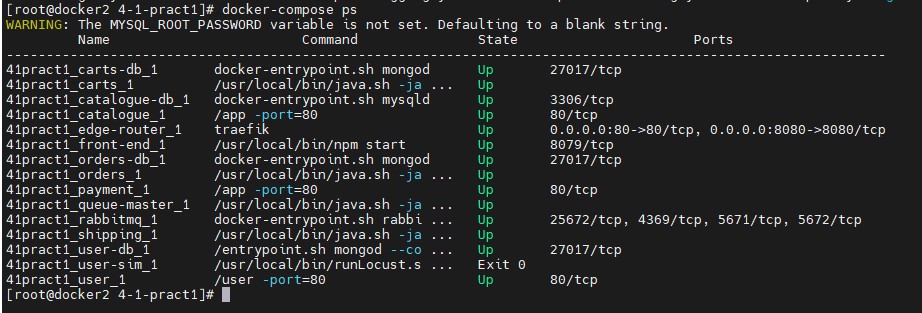 [root@docker2 4-1-pract1]# docker-compose ps
WARNING: The MYSQL_ROOT_PASSWORD variable is not set. Defaulting to a blank string.
Name Command State Ports
---------------------------------------------------------------------------------------------------------------
41pract1_carts-db_1 docker-entrypoint.sh mongod Up 27017/tcp
41pract1_carts_1 /usr/local/bin/java.sh -ja ... Up
41pract1_catalogue-db_1 docker-entrypoint.sh mysqld Up 3306/tcp
41pract1_catalogue_1 /app -port=80 Up 80/tcp
41pract1_edge-router_1 traefik Up 0.0.0.0:80->80/tcp, 0.0.0.0:8080->8080/tcp
41pract1_front-end_1 /usr/local/bin/npm start Up 8079/tcp
41pract1_orders-db_1 docker-entrypoint.sh mongod Up 27017/tcp
41pract1_orders_1 /usr/local/bin/java.sh -ja ... Up
41pract1_payment_1 /app -port=80 Up 80/tcp
41pract1_queue-master_1 /usr/local/bin/java.sh -ja ... Up
41pract1_rabbitmq_1 docker-entrypoint.sh rabbi ... Up 25672/tcp, 4369/tcp, 5671/tcp, 5672/tcp
41pract1_shipping_1 /usr/local/bin/java.sh -ja ... Up
41pract1_user-db_1 /entrypoint.sh mongod --co ... Up 27017/tcp
41pract1_user-sim_1 /usr/local/bin/runLocust.s ... Exit 0
41pract1_user_1 /user -port=80 Up 80/tcp
[root@docker2 4-1-pract1]#